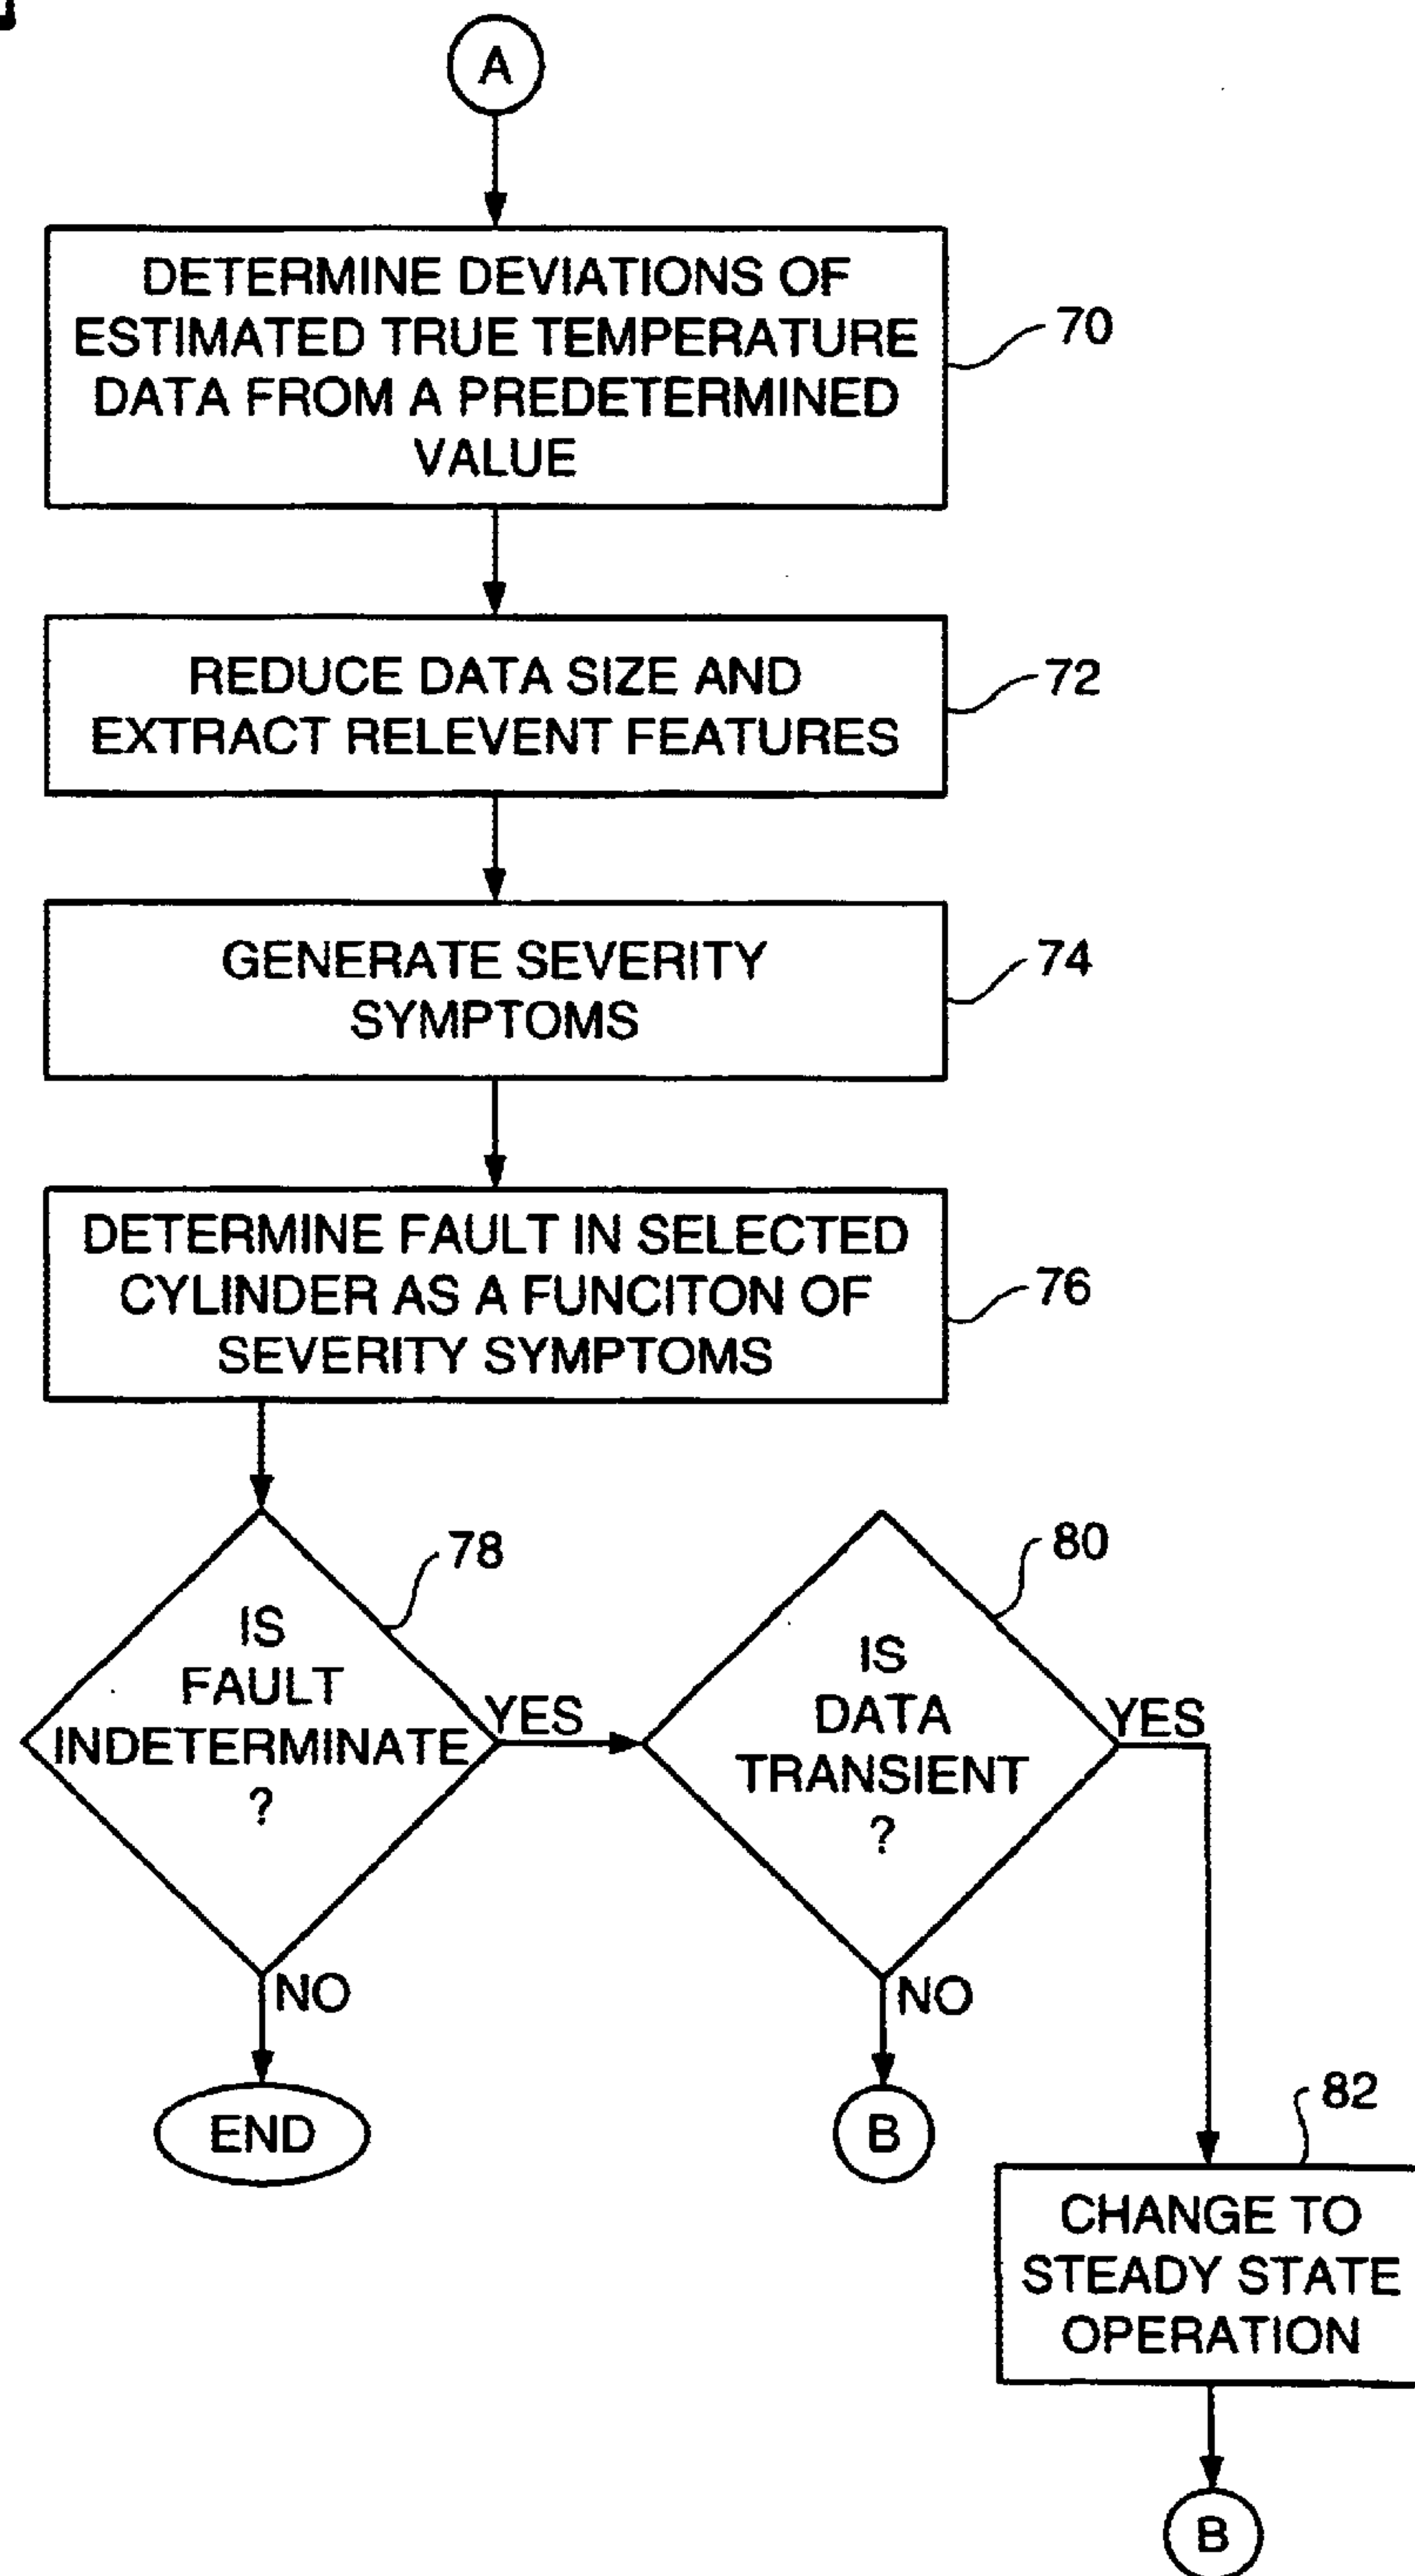 A
DETERMINE DEVIATIONS OF
ESTIMATED TRUE TEMPERATURE
DATA FROM A PREDETERMINED
VALUE
70
REDUCE DATA SIZE AND
EXTRACT RELEVENT FEATURES
72
GENERATE SEVERITY
SYMPTOMS
74
DETERMINE FAULT IN SELECTED
CYLINDER AS A FUNCITON OF
SEVERITY SYMPTOMS
76
IS
FAULT
INDETERMINATE
?
78
YES
NO
END
IS
DATA
TRANSIENT
?
80
YES
NO
B
82
CHANGE TO
STEADY STATE
OPERATION
B